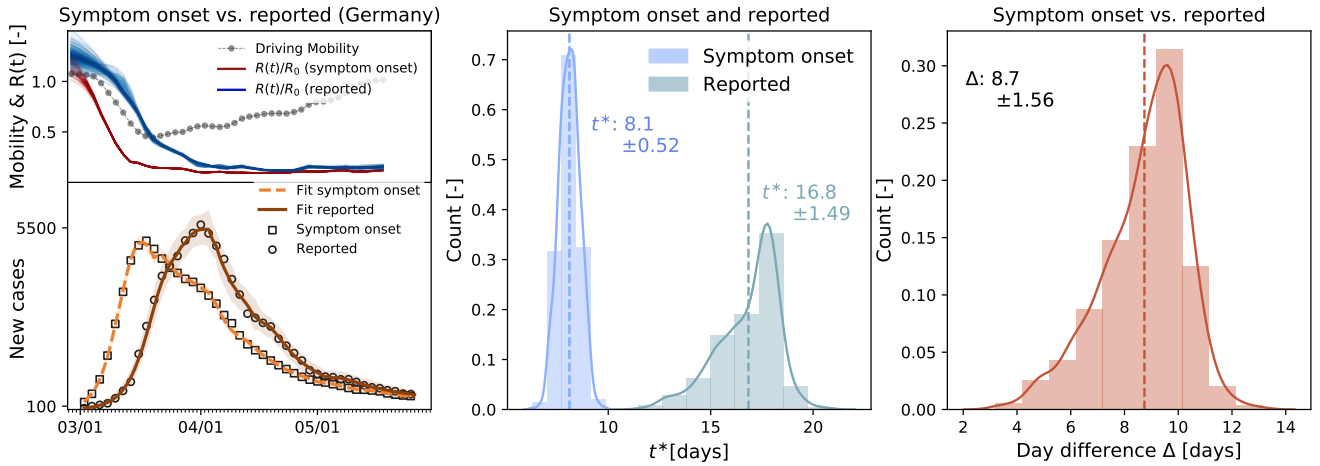 Symptom onset vs. reported (Germany)
Mobility & R(t) [-]
1.0
0.5
Driving Mobility
R(t)/R₀ (symptom onset)
R(t)/R₀ (reported)
New cases
5500
100
Fit symptom onset
Fit reported
Symptom onset
Reported
03/01 04/01 05/01
Symptom onset and reported
Count [-]
0.7
0.6
0.5
0.4
0.3
0.2
0.1
0.0
Symptom onset
Reported
t*: 8.1
±0.52
t*: 16.8
±1.49
10 15 20
t*[days]
Symptom onset vs. reported
Count [-]
0.30
0.25
0.20
0.15
0.10
0.05
0.00
Δ: 8.7
±1.56
2 4 6 8 10 12 14
Day difference Δ [days]